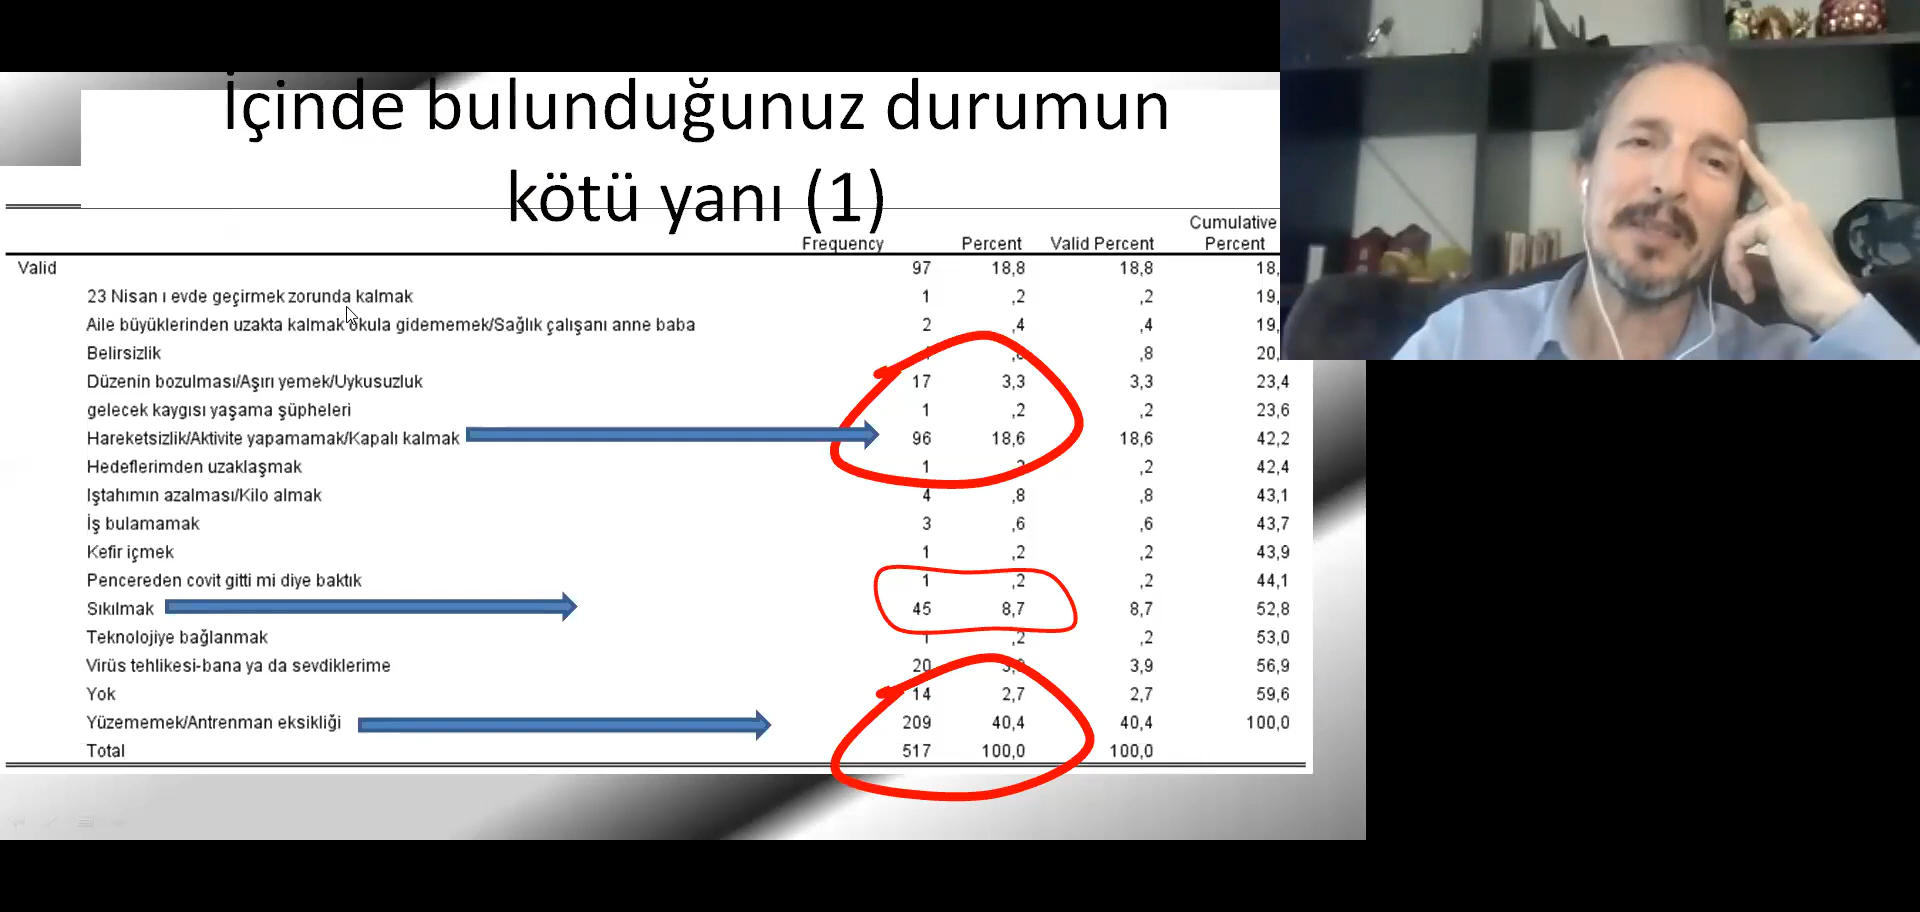 İçinde bulunduğunuz durumun
kötü yanı (1)
Frequency Percent Valid Percent Cumulative Percent
Valid 97 18,8 18,8 18,
23 Nisan ı evde geçirmek zorunda kalmak 1 ,2 ,2 19,
Aile büyüklerinden uzakta kalmak okula gidememek/Sağlık çalışanı anne baba 2 ,4 ,4 19,
Belirsizlik ,8 20,
Düzenin bozulması/Aşırı yemek/Uykusuzluk 17 3,3 3,3 23,4
gelecek kaygısı yaşama şüpheleri 1 ,2 ,2 23,6
Hareketsizlik/Aktivite yapamamak/Kapalı kalmak 96 18,6 18,6 42,2
Hedeflerimden uzaklaşmak 1 ,2 ,2 42,4
Iştahımın azalması/Kilo almak 4 ,8 ,8 43,1
İş bulamamak 3 ,6 ,6 43,7
Kefir içmek 1 ,2 ,2 43,9
Pencereden covit gitti mi diye baktık 1 ,2 ,2 44,1
Sıkılmak 45 8,7 8,7 52,8
Teknolojiye bağlanmak 1 ,2 ,2 53,0
Virüs tehlikesi-bana ya da sevdiklerime 20 3,9 3,9 56,9
Yok 14 2,7 2,7 59,6
Yüzememek/Antrenman eksikliği 209 40,4 40,4 100,0
Total 517 100,0 100,0